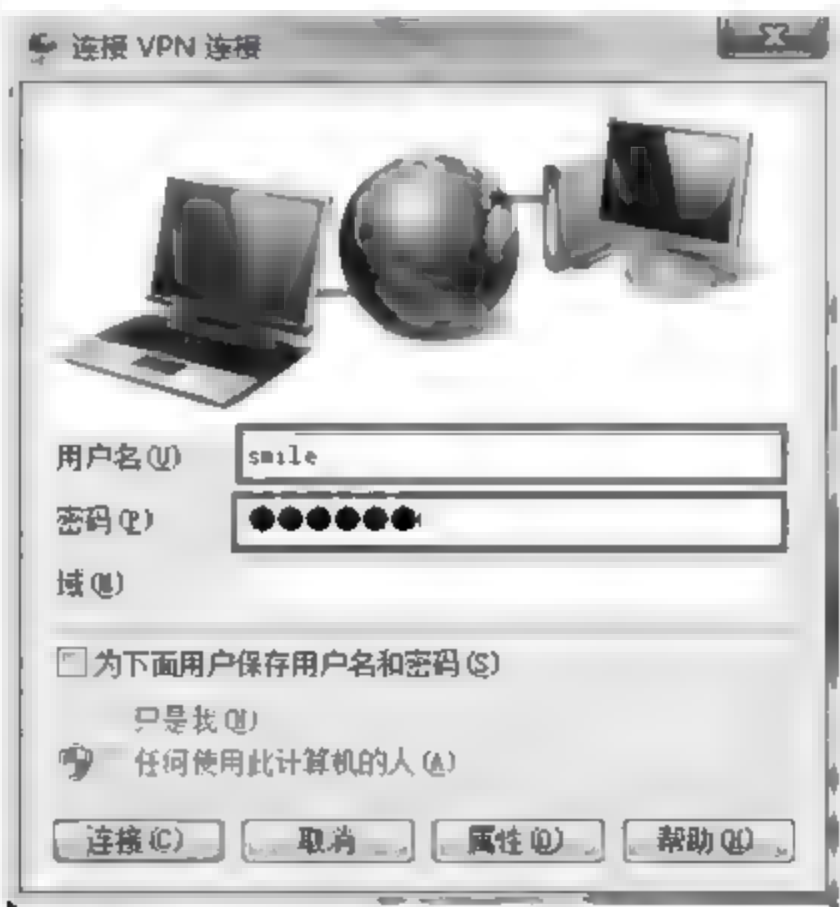 连接 VPN 连接
用户名(U)
smile
密码(P)
●●●●●●
域(M)
为下面用户保存用户名和密码(S)
只是我(N)
任何使用此计算机的人(A)
连接(C) 取消 属性(O) 帮助(H)